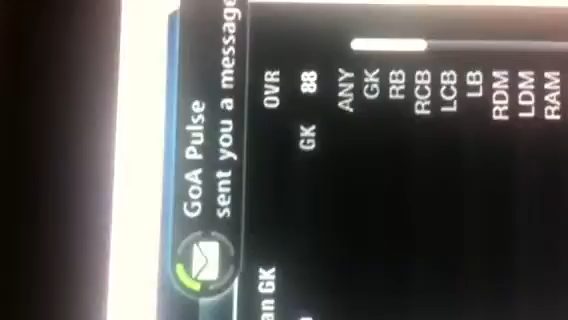 GoA Pulse
sent you a message
an GK
OVR
GK
88
ANY
GK
RB
RCB
LCB
LB
RDM
LDM
RAM